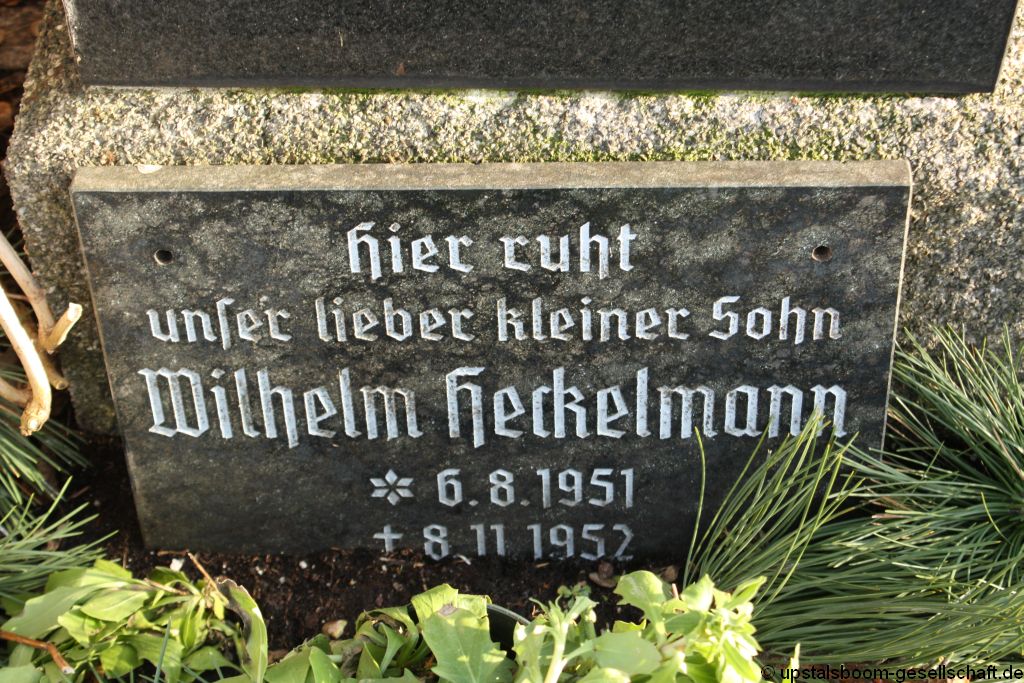 Hier ruht
unſer lieber kleiner Sohn
Wilhelm Heckelmann
* 6.8.1951
† 8.11.1952
© upstalsboom-gesellschaft.de